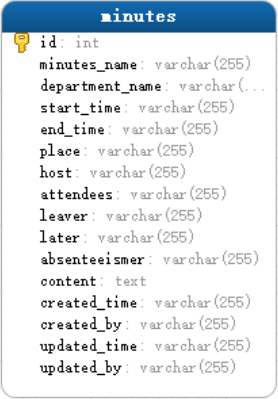 minutes
id: int
minutes_name: varchar(255)
department_name: varchar(...
start_time: varchar(255)
end_time: varchar(255)
place: varchar(255)
host: varchar(255)
attendees: varchar(255)
leaver: varchar(255)
later: varchar(255)
absenteeismer: varchar(255)
content: text
created_time: varchar(255)
created_by: varchar(255)
updated_time: varchar(255)
updated_by: varchar(255)